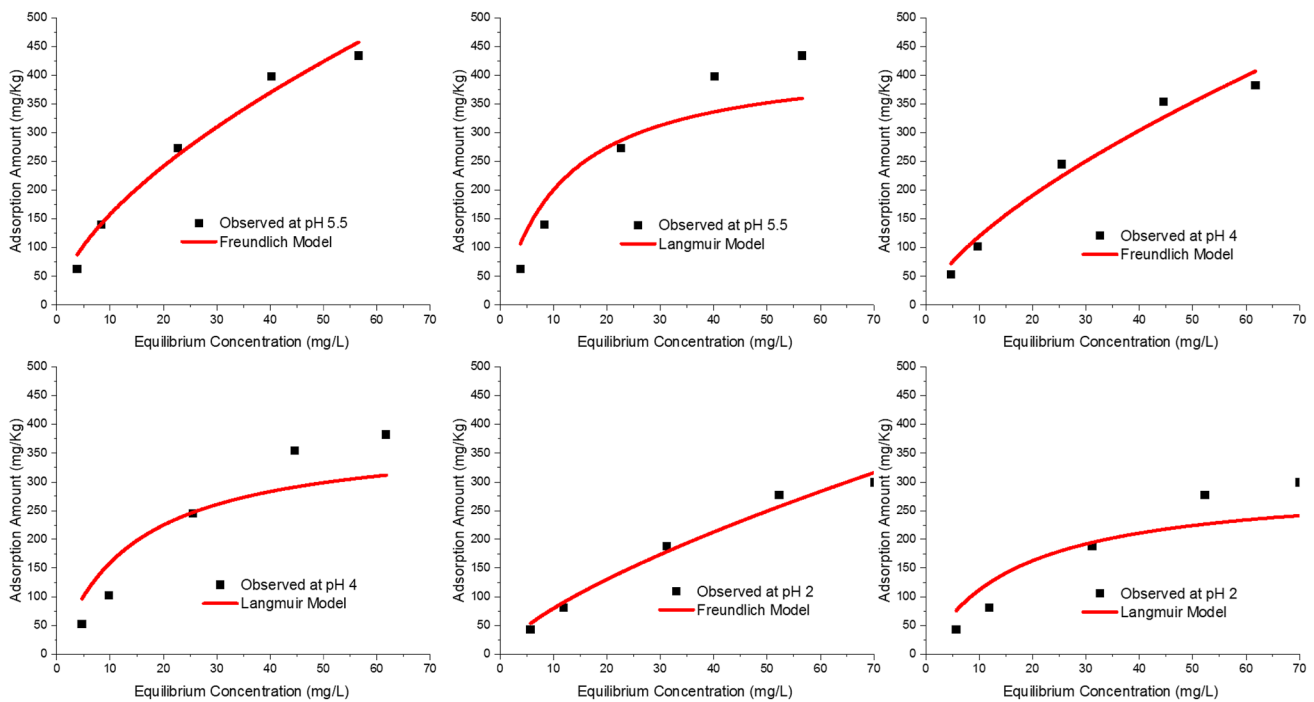 500
450
400
350
300
250
200
150
100
50
0
Adsorption Amount (mg/Kg)
Observed at pH 5.5
Freundlich Model
0 10 20 30 40 50 60 70
Equilibrium Concentration (mg/L)
500
450
400
350
300
250
200
150
100
50
0
Adsorption Amount (mg/Kg)
Observed at pH 5.5
Langmuir Model
0 10 20 30 40 50 60 70
Equilibrium Concentration (mg/L)
500
450
400
350
300
250
200
150
100
50
0
Adsorption Amount (mg/Kg)
Observed at pH 4
Freundlich Model
0 10 20 30 40 50 60 70
Equilibrium Concentration (mg/L)
500
450
400
350
300
250
200
150
100
50
0
Adsorption Amount (mg/Kg)
Observed at pH 4
Langmuir Model
0 10 20 30 40 50 60 70
Equilibrium Concentration (mg/L)
500
450
400
350
300
250
200
150
100
50
0
Adsorption Amount (mg/Kg)
Observed at pH 2
Freundlich Model
0 10 20 30 40 50 60 70
Equilibrium Concentration (mg/L)
500
450
400
350
300
250
200
150
100
50
0
Adsorption Amount (mg/Kg)
Observed at pH 2
Langmuir Model
0 10 20 30 40 50 60 70
Equilibrium Concentration (mg/L)